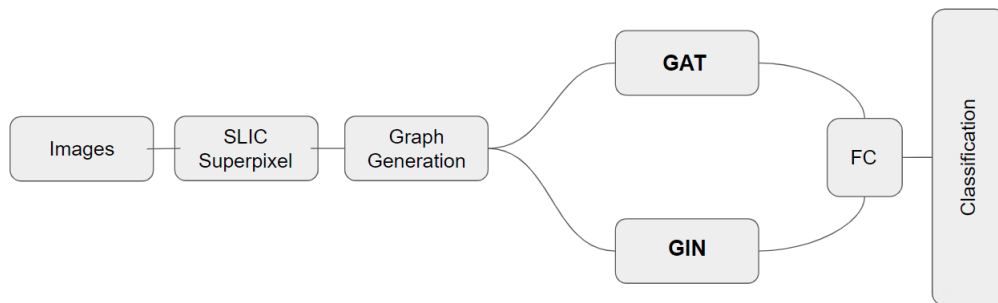 Images
SLIC
Superpixel
Graph
Generation
GAT
GIN
FC
Classification